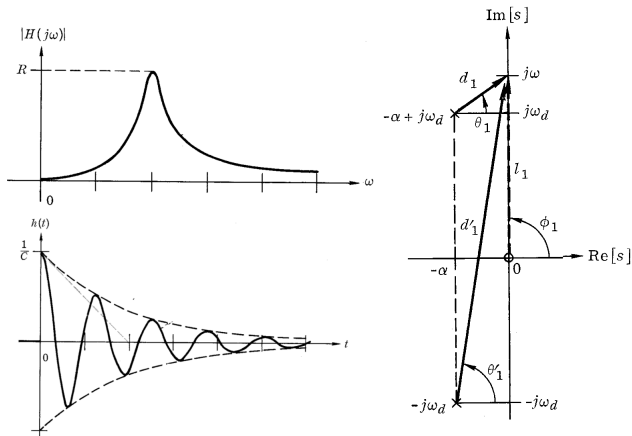 |H(jω)|
R
0
ω
h(t)
1/C
0
t
Im[s]
jω
d₁
θ₁
-α + jω_d
jω_d
l₁
d'₁
ϕ₁
Re[s]
-α
0
θ'₁
-jω_d
-jω_d